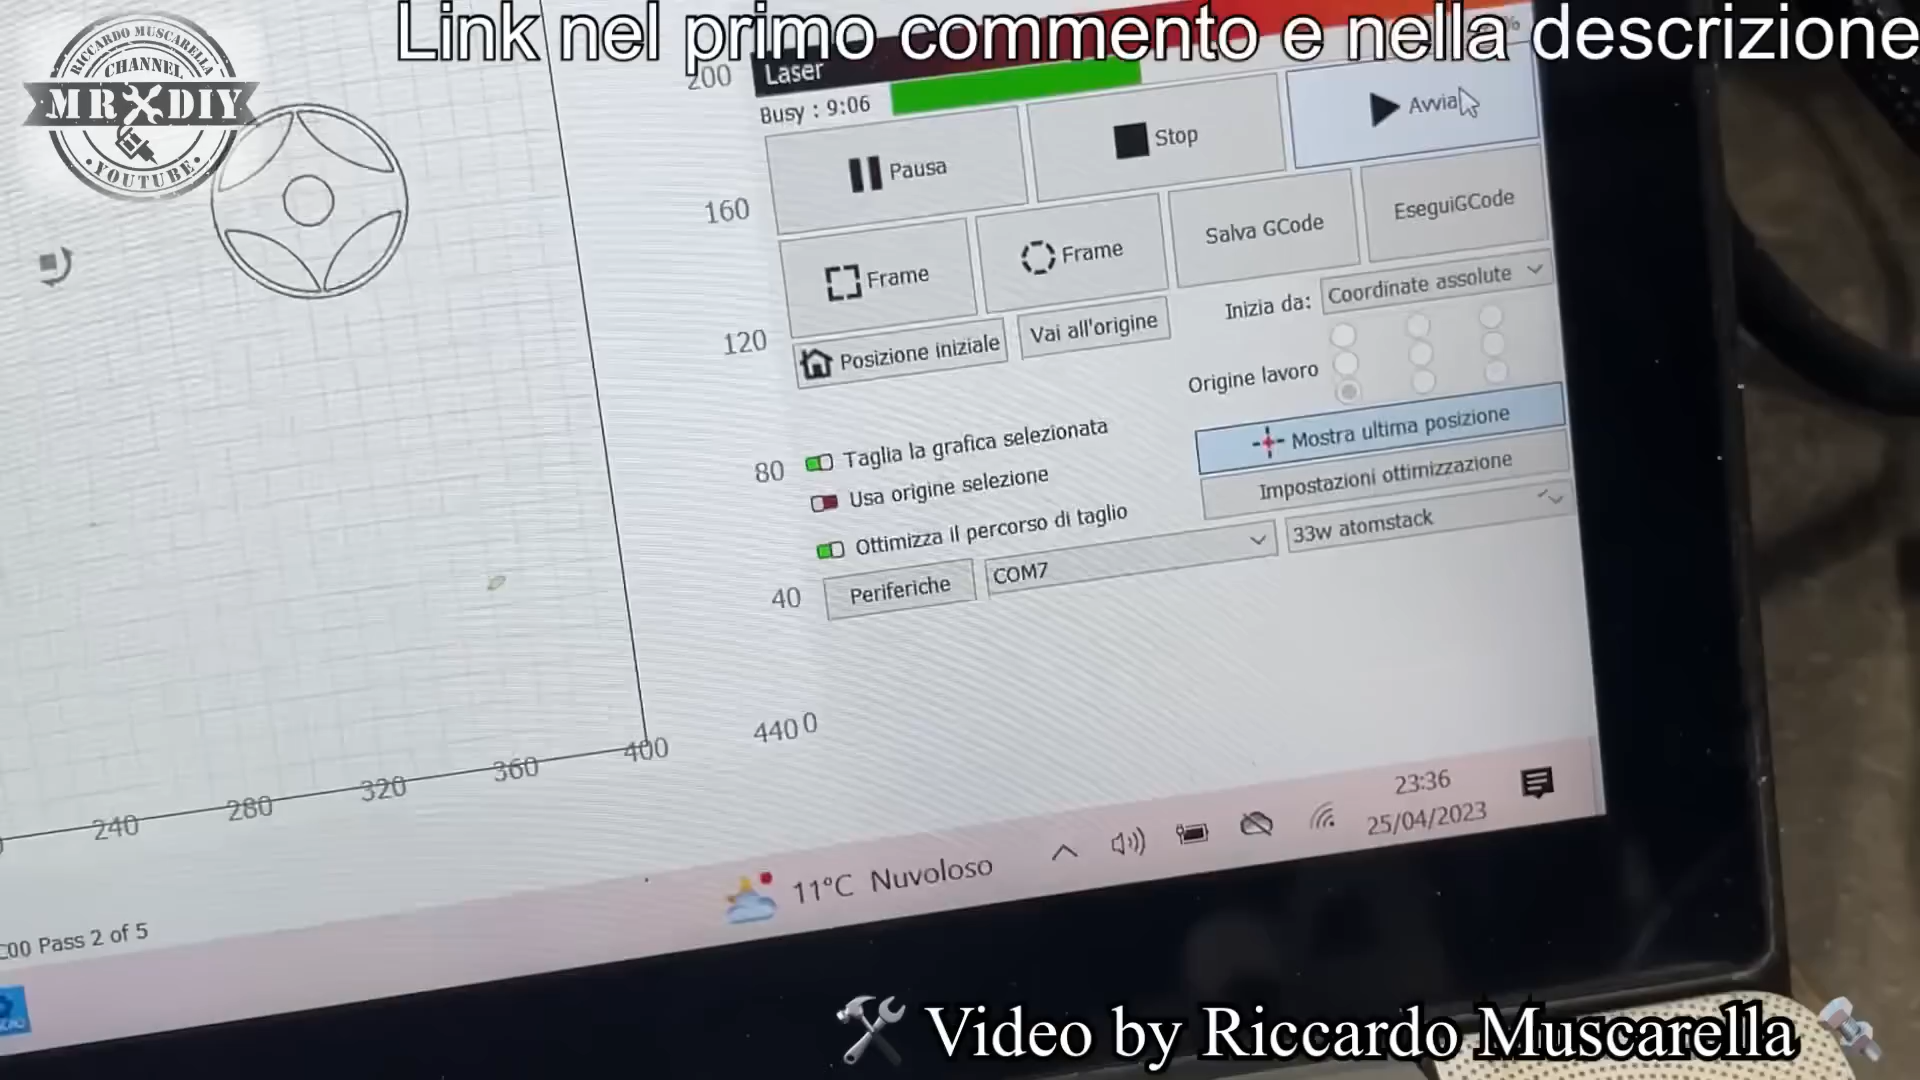 Link nel primo commento e nella descrizione
RICCARDO MUSCARELLA
CHANNEL
MR DIY
YOUTUBE
Laser
Busy : 9:06
Pausa
Stop
Avvia
Frame
Frame
Salva GCode
EseguiGCode
Posizione iniziale
Vai all'origine
Inizia da:
Coordinate assolute
Origine lavoro
Taglia la grafica selezionata
Usa origine selezione
Ottimizza il percorso di taglio
Mostra ultima posizione
Impostazioni ottimizzazione
Periferiche
COM7
33w atomstack
200
160
120
80
40
0
240
280
320
360
400
440
C00 Pass 2 of 5
11°C Nuvoloso
23:36
25/04/2023
Video by Riccardo Muscarella